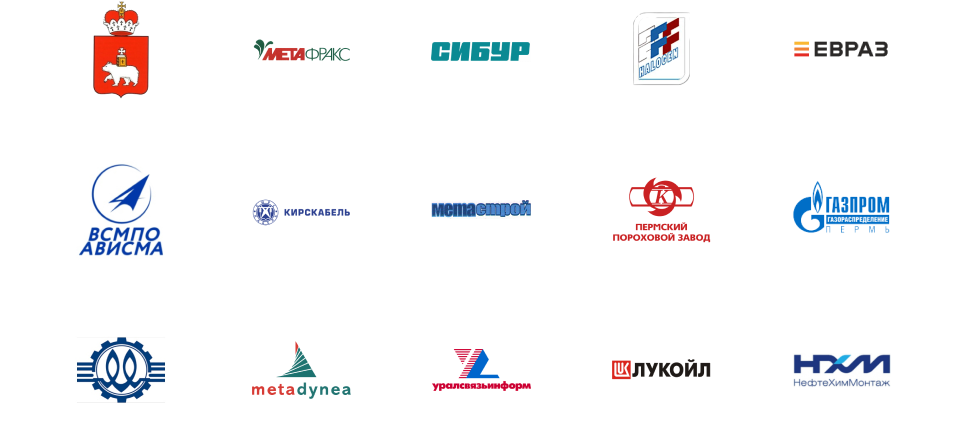 МЕТАФРАКС
СИБУР
HALOGEN
ЕВРАЗ
ВСМПО
АВИСМА
КИРСКАБЕЛЬ
метастрой
К
ПЕРМСКИЙ
ПОРОХОВОЙ ЗАВОД
ГАЗПРОМ
ГАЗОРАСПРЕДЕЛЕНИЕ
ПЕРМЬ
metadynea
уралсвязьинформ
ЛУКОЙЛ
НХМ
НефтеХимМонтаж